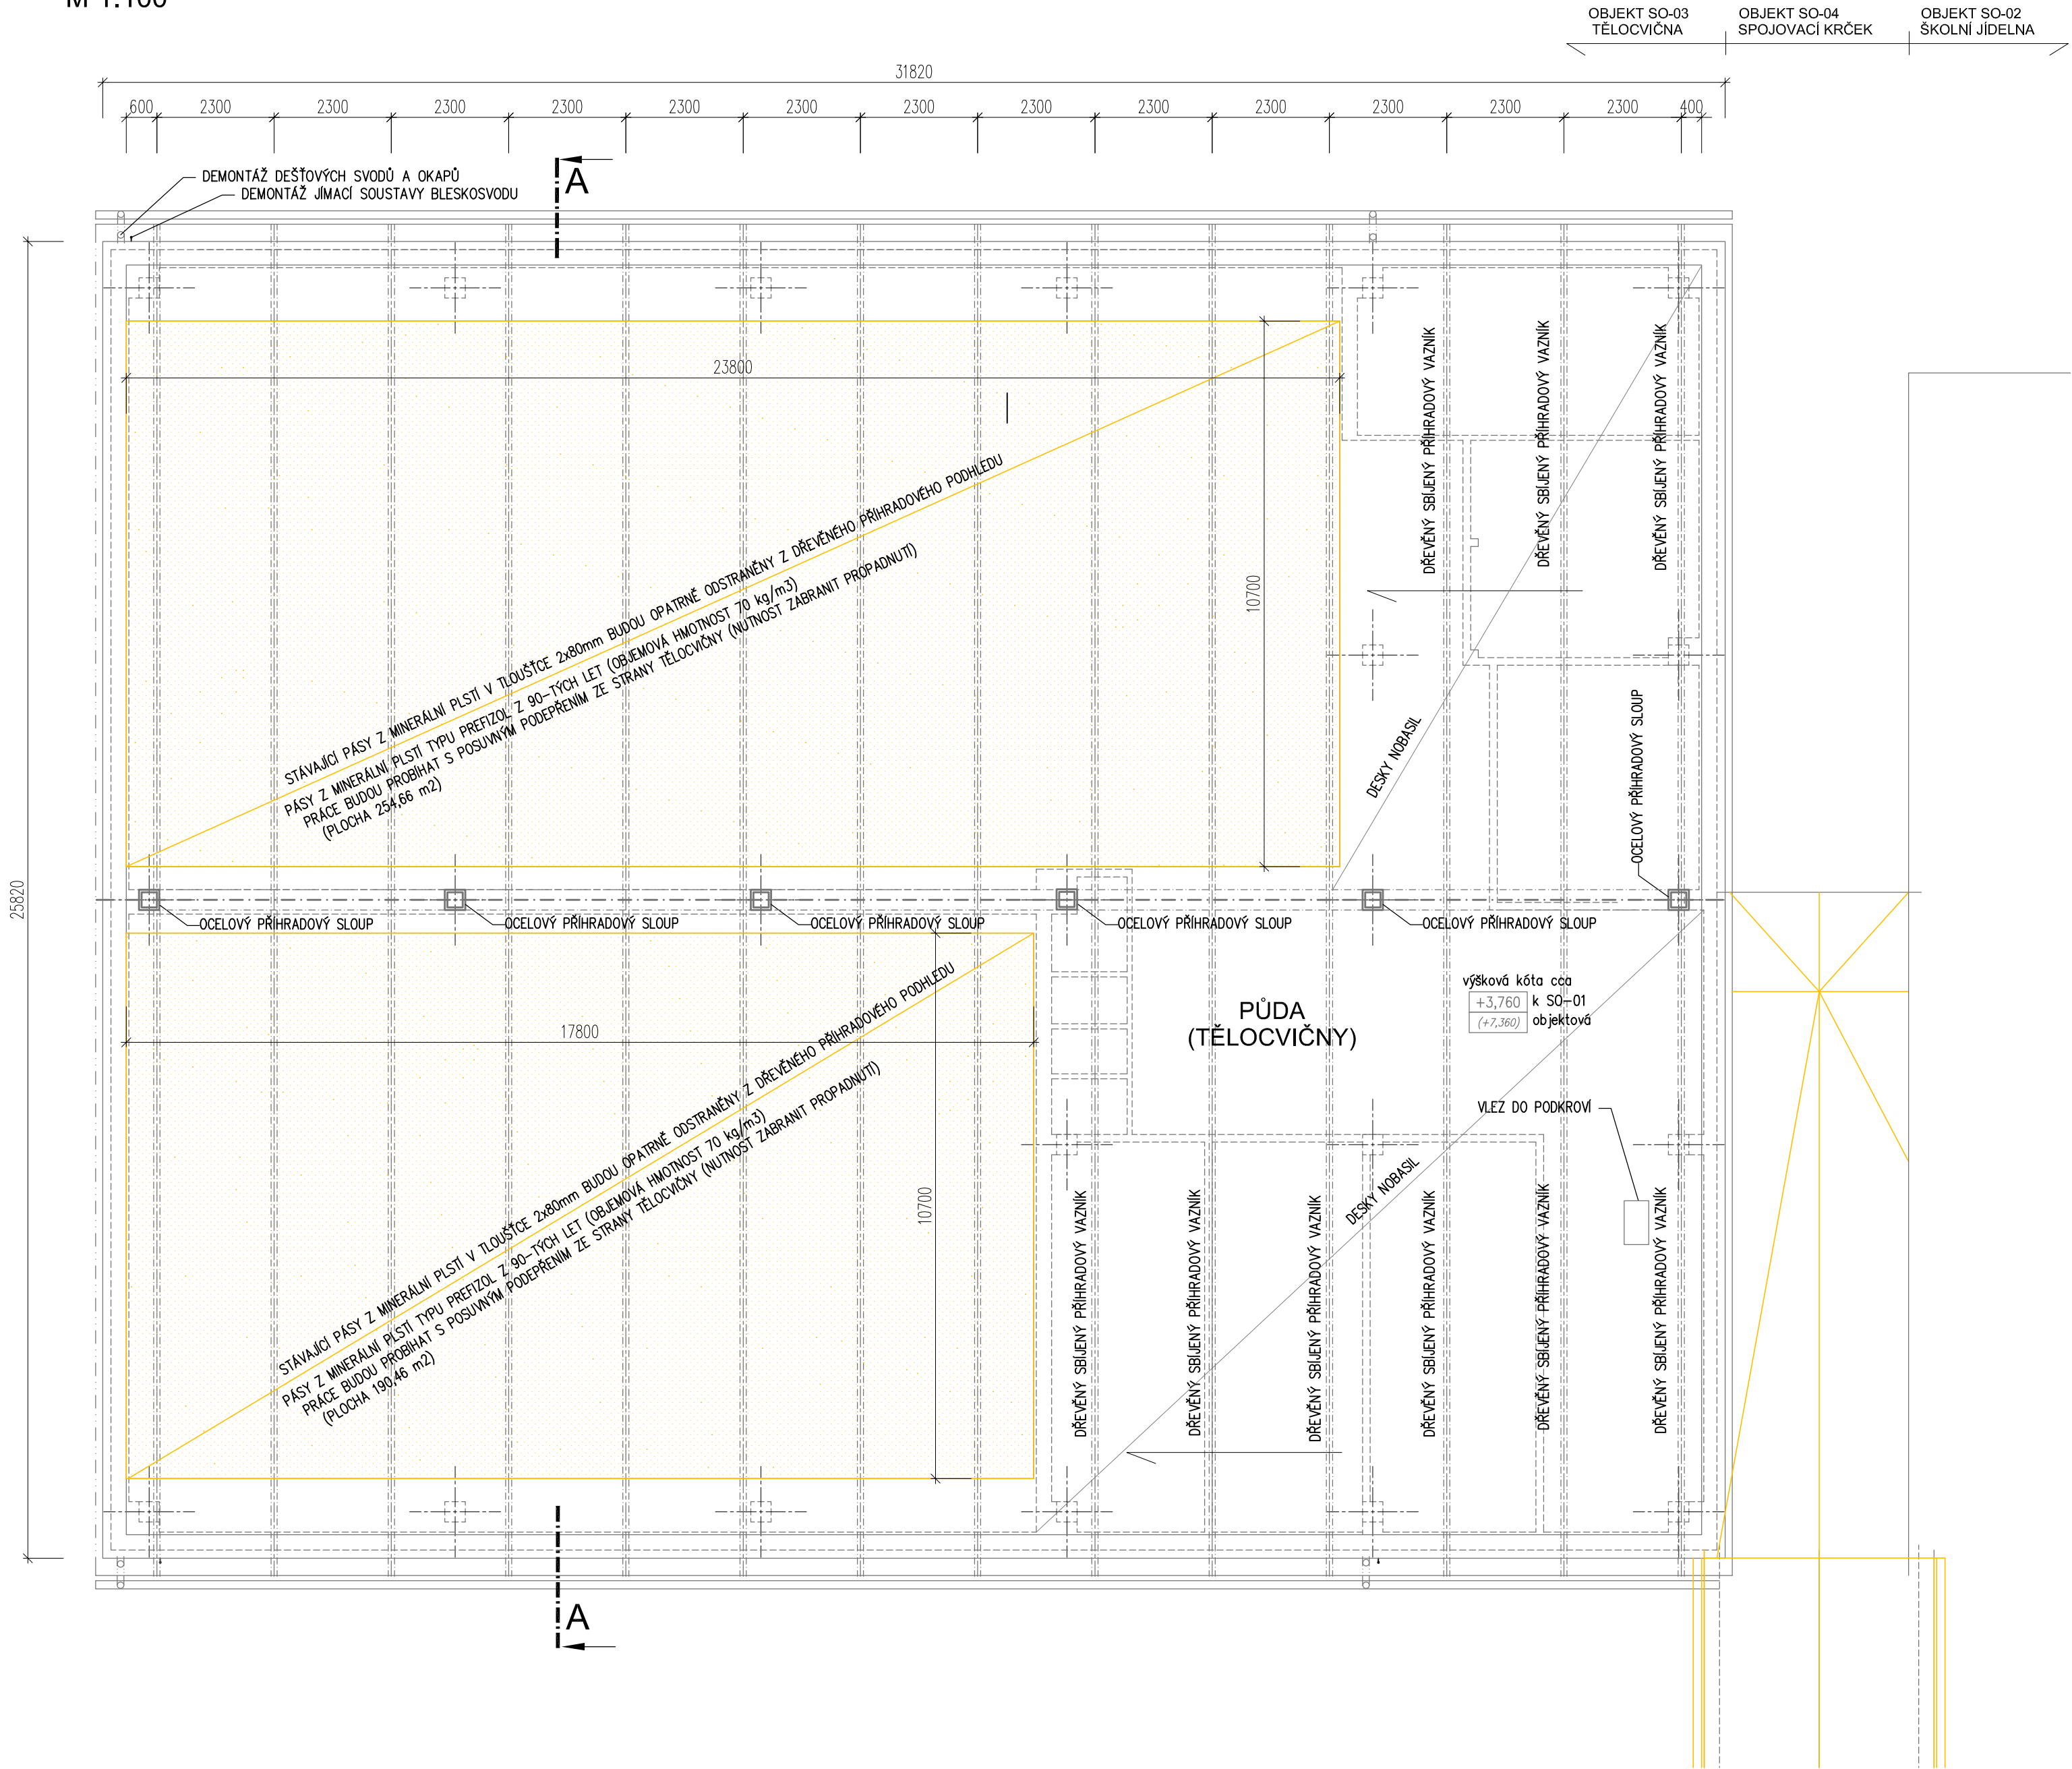 M 1:100
OBJEKT SO-03
TĚLOCVIČNA
OBJEKT SO-04
SPOJOVACÍ KRČEK
OBJEKT SO-02
ŠKOLNÍ JÍDELNA
31820
600 2300 2300 2300 2300 2300 2300 2300 2300 2300 2300 2300 2300 2300 400
DEMONTÁŽ DEŠŤOVÝCH SVODŮ A OKAPŮ
DEMONTÁŽ JÍMACÍ SOUSTAVY BLESKOSVODU
A
23800
10700
STÁVAJÍCÍ PÁSY Z MINERÁLNÍ PLSTÍ V TLOUŠŤCE 2x80mm BUDOU OPATRNĚ ODSTRANĚNY Z DŘEVĚNÉHO PŘÍHRADOVÉHO PODHLEDU
PÁSY Z MINERÁLNÍ PLSTÍ TYPU PREFIZOL Z 90-TÝCH LET (OBJEMOVÁ HMOTNOST 70 kg/m3)
PRÁCE BUDOU PROBÍHAT S POSUVNÝM PODEPŘENÍM ZE STRANY TĚLOCVIČNY (NUTNOST ZABRANIT PROPADNUTÍ)
(PLOCHA 254,66 m2)
DŘEVĚNÝ SBÍJENÝ PŘÍHRADOVÝ VAZNÍK
DŘEVĚNÝ SBÍJENÝ PŘÍHRADOVÝ VAZNÍK
DŘEVĚNÝ SBÍJENÝ PŘÍHRADOVÝ VAZNÍK
DESKY NOBASIL
OCELOVÝ PŘÍHRADOVÝ SLOUP
25820
OCELOVÝ PŘÍHRADOVÝ SLOUP
OCELOVÝ PŘÍHRADOVÝ SLOUP
OCELOVÝ PŘÍHRADOVÝ SLOUP
OCELOVÝ PŘÍHRADOVÝ SLOUP
OCELOVÝ PŘÍHRADOVÝ SLOUP
17800
10700
STÁVAJÍCÍ PÁSY Z MINERÁLNÍ PLSTÍ V TLOUŠŤCE 2x80mm BUDOU OPATRNĚ ODSTRANĚNY Z DŘEVĚNÉHO PŘÍHRADOVÉHO PODHLEDU
PÁSY Z MINERÁLNÍ PLSTÍ TYPU PREFIZOL Z 90-TÝCH LET (OBJEMOVÁ HMOTNOST 70 kg/m3)
PRÁCE BUDOU PROBÍHAT S POSUVNÝM PODEPŘENÍM ZE STRANY TĚLOCVIČNY (NUTNOST ZABRANIT PROPADNUTÍ)
(PLOCHA 190,46 m2)
PŮDA
(TĚLOCVIČNY)
výšková kóta cca
+3,760 k SO-01
(+7,360) objektová
VLEZ DO PODKROVÍ
DESKY NOBASIL
DŘEVĚNÝ SBÍJENÝ PŘÍHRADOVÝ VAZNÍK
DŘEVĚNÝ SBÍJENÝ PŘÍHRADOVÝ VAZNÍK
DŘEVĚNÝ SBÍJENÝ PŘÍHRADOVÝ VAZNÍK
DŘEVĚNÝ SBÍJENÝ PŘÍHRADOVÝ VAZNÍK
DŘEVĚNÝ SBÍJENÝ PŘÍHRADOVÝ VAZNÍK
DŘEVĚNÝ SBÍJENÝ PŘÍHRADOVÝ VAZNÍK
A